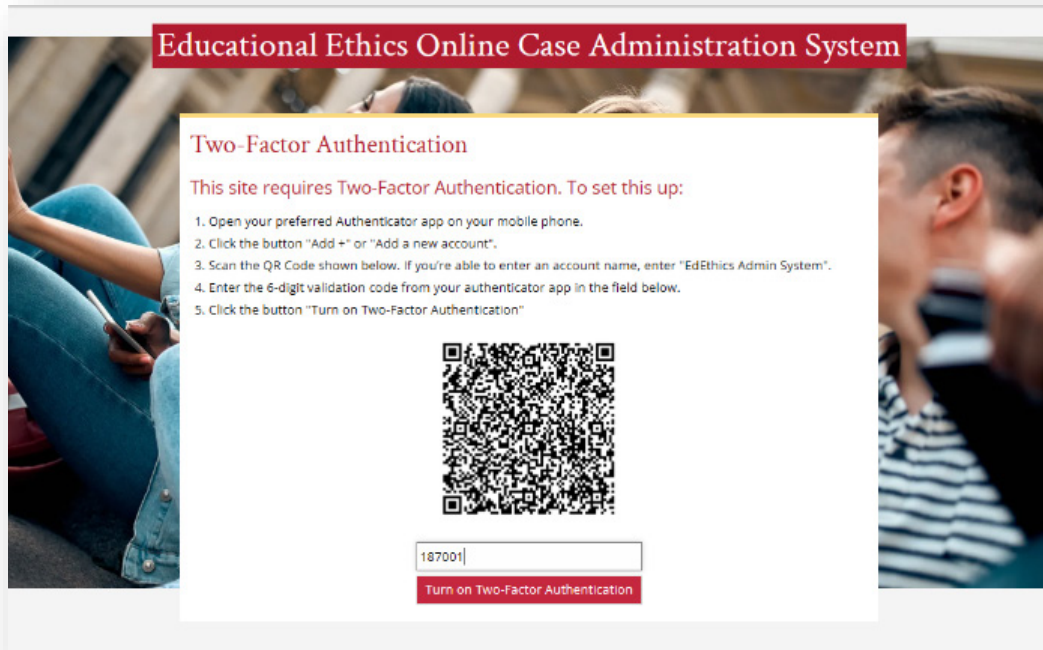 Educational Ethics Online Case Administration System
Two-Factor Authentication
This site requires Two-Factor Authentication. To set this up:
1. Open your preferred Authenticator app on your mobile phone.
2. Click the button "Add +" or "Add a new account".
3. Scan the QR Code shown below. If you're able to enter an account name, enter "EdEthics Admin System".
4. Enter the 6-digit validation code from your authenticator app in the field below.
5. Click the button "Turn on Two-Factor Authentication"
187001
Turn on Two-Factor Authentication